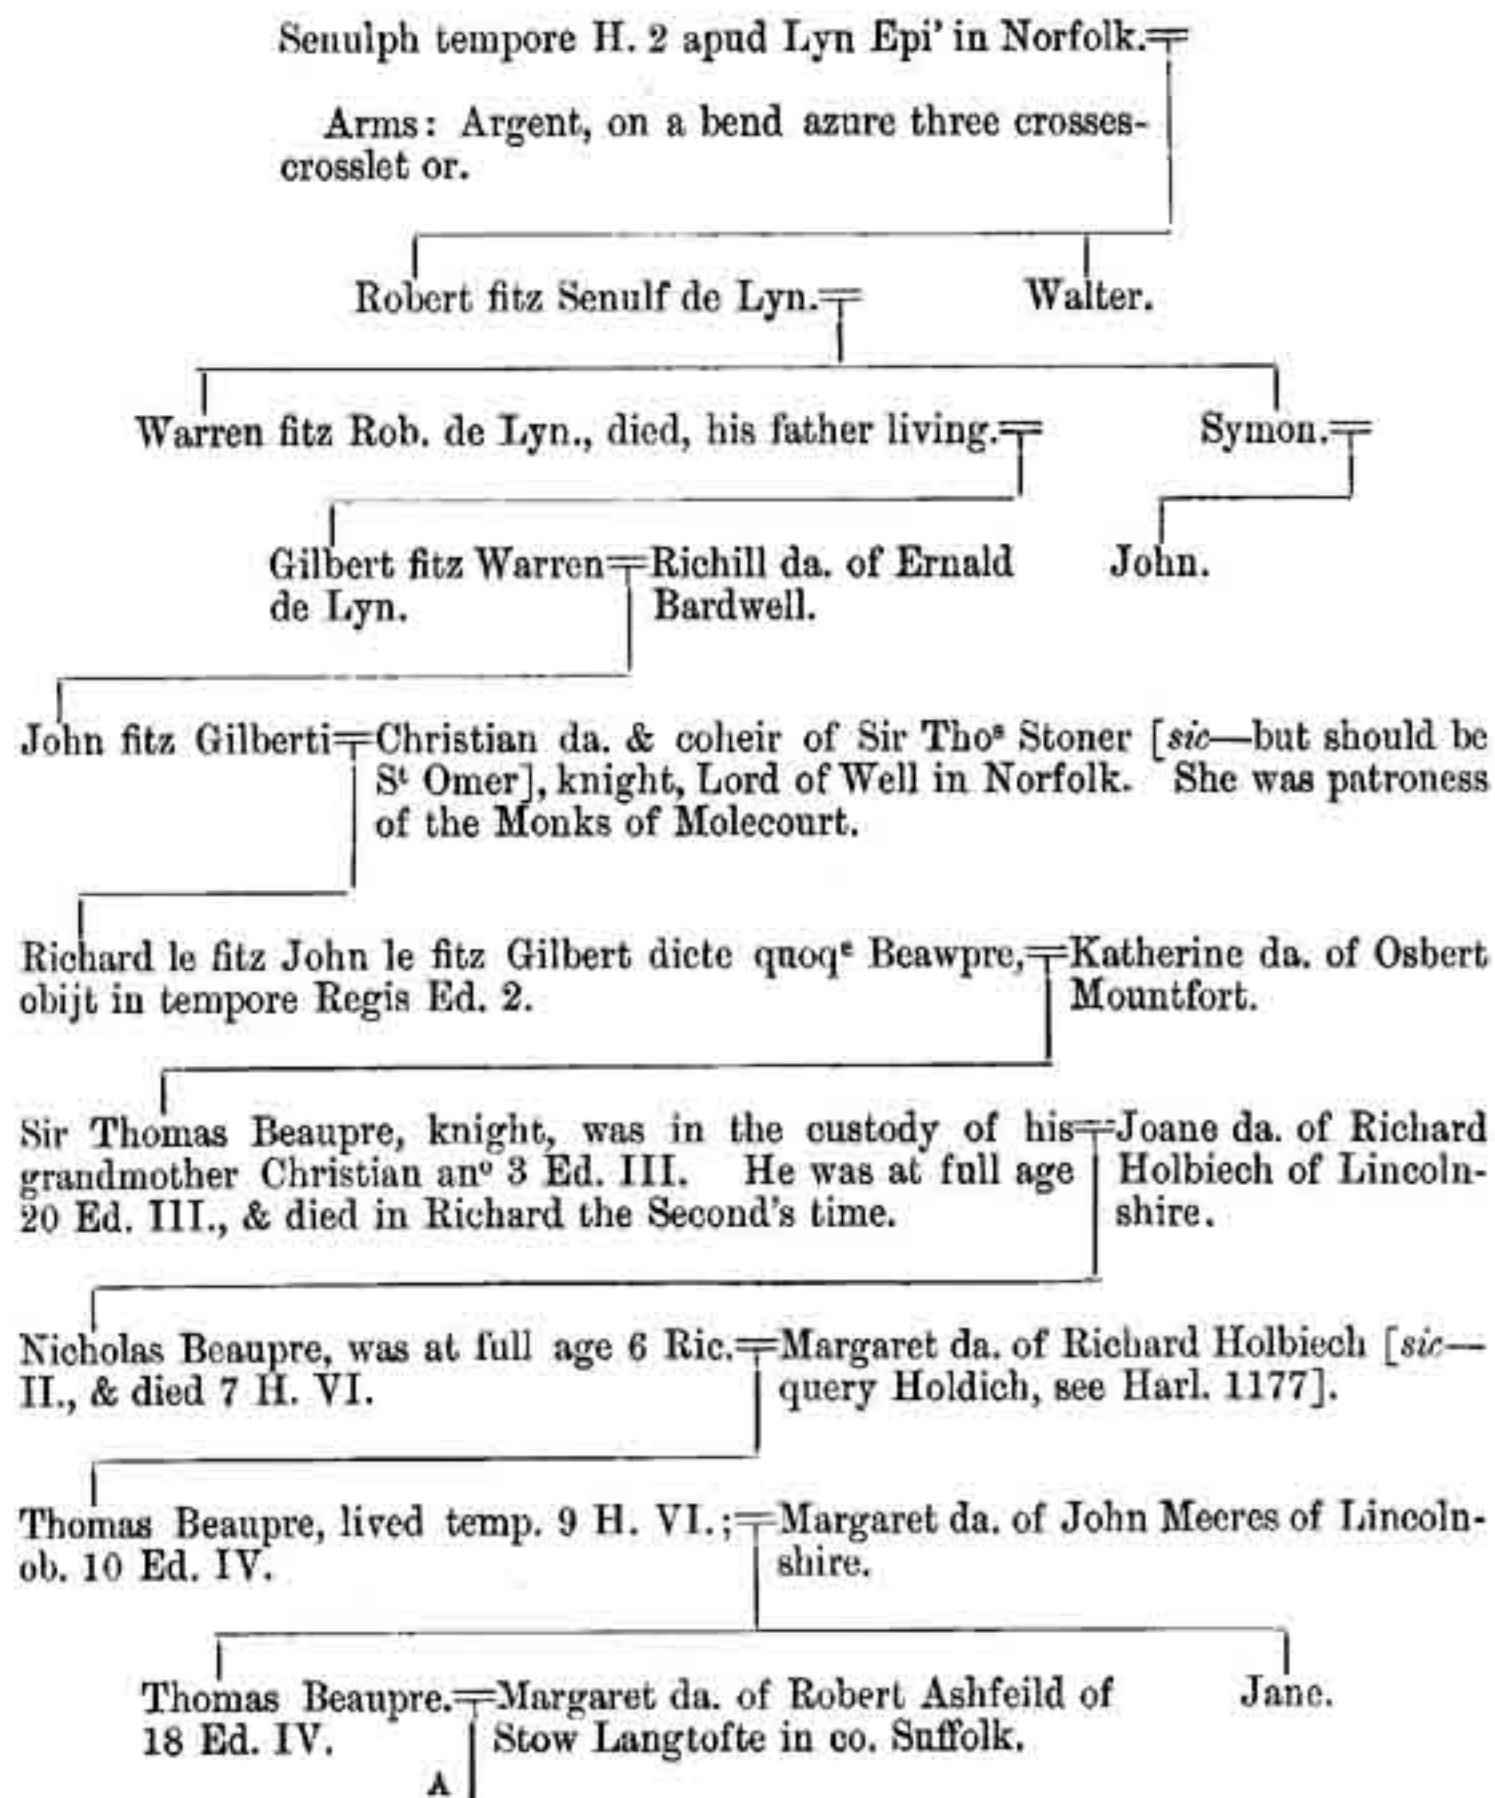 Senulph tempore H. 2 apud Lyn Epi' in Norfolk.
Arms: Argent, on a bend azure three crosses-
crosslet or.
Robert fitz Senulf de Lyn. Walter.
Warren fitz Rob. de Lyn., died, his father living. Symon.
Gilbert fitz Warren Richill da. of Ernald John.
de Lyn. Bardwell.
John fitz Gilberti Christian da. & coheir of Sir Thoˢ Stoner [sic—but should be
Sᵗ Omer], knight, Lord of Well in Norfolk. She was patroness
of the Monks of Molecourt.
Richard le fitz John le fitz Gilbert dicte quoqᵉ Beawpre, Katherine da. of Osbert
obijt in tempore Regis Ed. 2. Mountfort.
Sir Thomas Beaupre, knight, was in the custody of his Joane da. of Richard
grandmother Christian anᵒ 3 Ed. III. He was at full age Holbiech of Lincoln-
20 Ed. III., & died in Richard the Second's time. shire.
Nicholas Beaupre, was at full age 6 Ric. Margaret da. of Richard Holbiech [sic—
II., & died 7 H. VI. query Holdich, see Harl. 1177].
Thomas Beaupre, lived temp. 9 H. VI.; Margaret da. of John Meeres of Lincoln-
ob. 10 Ed. IV. shire.
Thomas Beaupre. Margaret da. of Robert Ashfeild of Jane.
18 Ed. IV. Stow Langtofte in co. Suffolk.
A